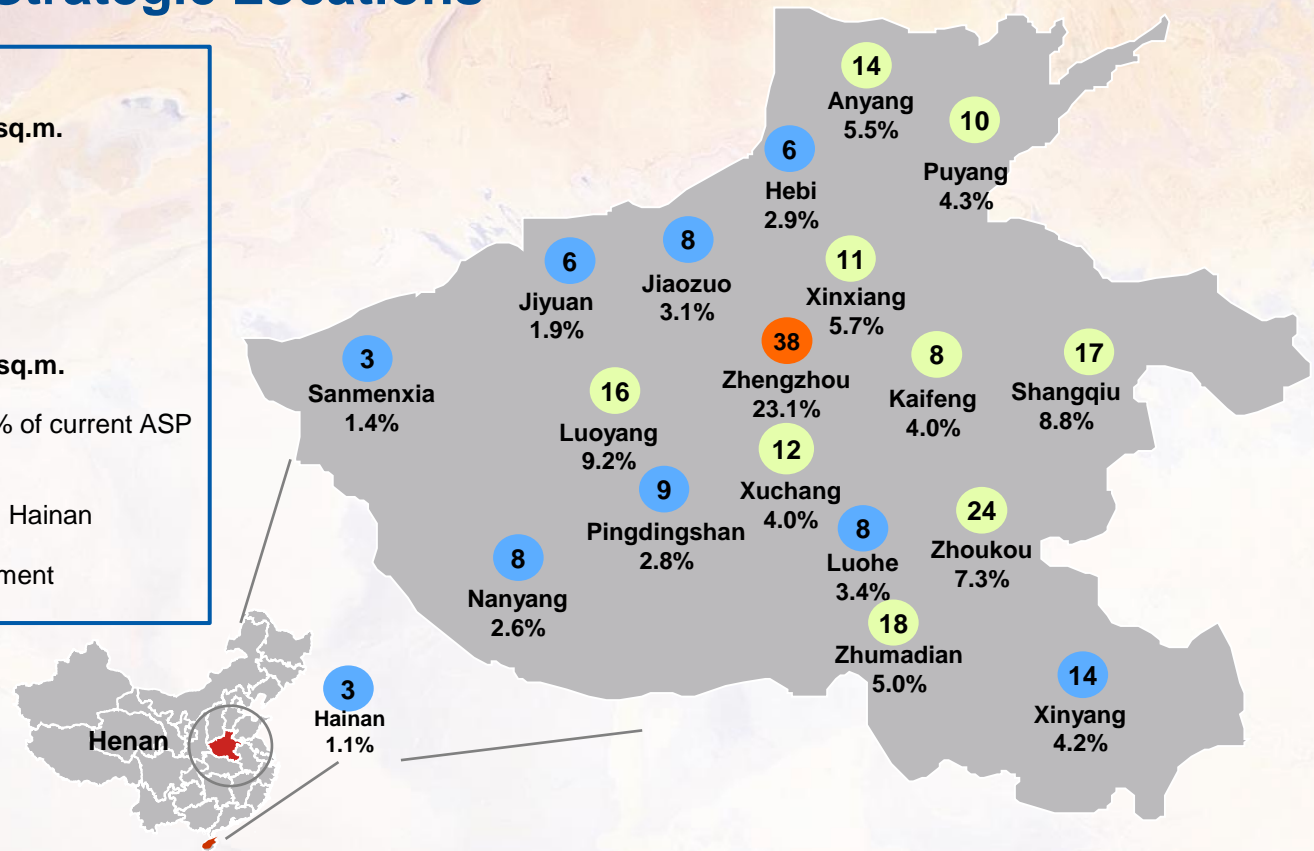 Strategic Locations
sq.m.
sq.m.
% of current ASP
Hainan
14
Anyang
5.5%
10
Puyang
4.3%
6
Hebi
2.9%
8
Jiaozuo
3.1%
6
Jiyuan
1.9%
11
Xinxiang
5.7%
38
Zhengzhou
23.1%
8
Kaifeng
4.0%
17
Shangqiu
8.8%
3
Sanmenxia
1.4%
16
Luoyang
9.2%
12
Xuchang
4.0%
9
Pingdingshan
2.8%
8
Luohe
3.4%
24
Zhoukou
7.3%
8
Nanyang
2.6%
18
Zhumadian
5.0%
14
Xinyang
4.2%
3
Hainan
1.1%
Henan